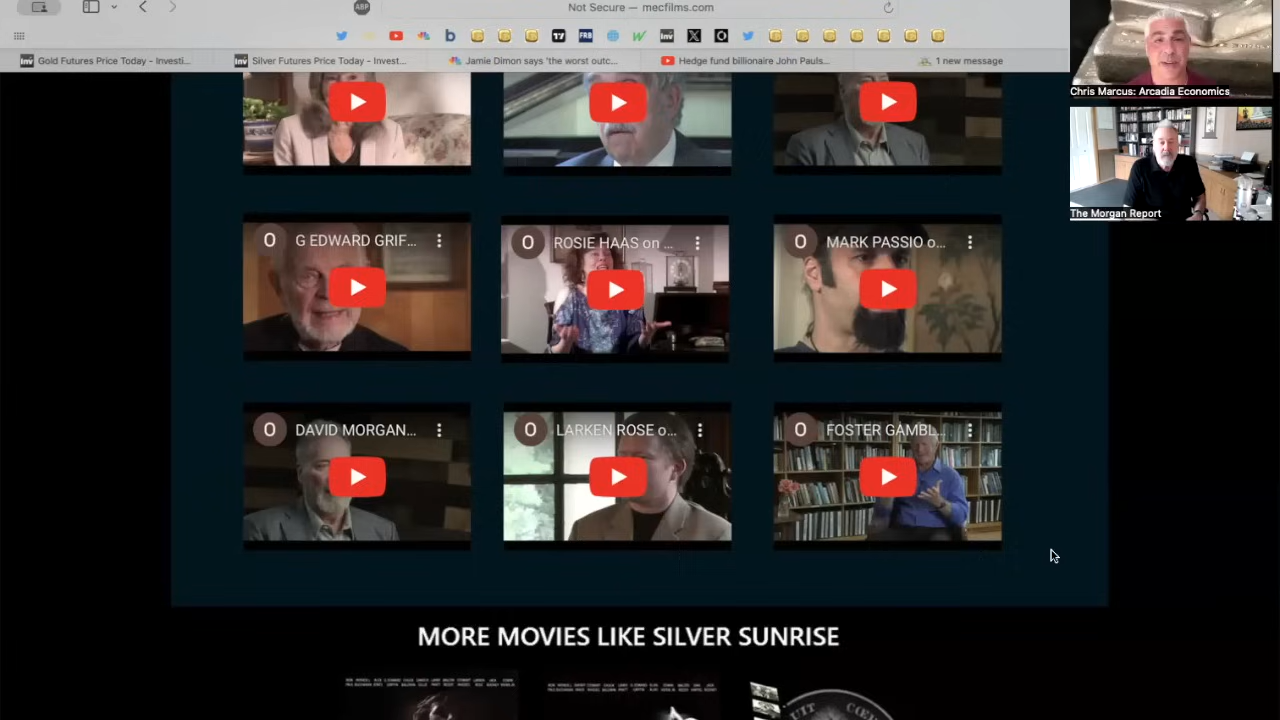 ABP
Not Secure — mecfilms.com
Gold Futures Price Today - Investi...
Silver Futures Price Today - Invest...
Jamie Dimon says 'the worst outc...
Hedge fund billionaire John Pauls...
1 new message
Chris Marcus: Arcadia Economics
The Morgan Report
G EDWARD GRIF...
ROSIE HAAS on ...
MARK PASSIO o...
DAVID MORGAN...
LARKEN ROSE o...
FOSTER GAMBL...
MORE MOVIES LIKE SILVER SUNRISE